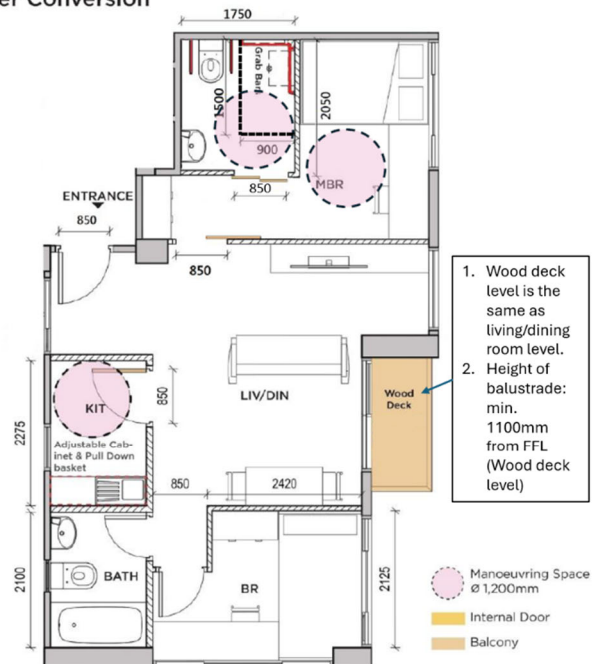 er Conversion
1750
Grab Bar
1500
900
2050
850
MBR
ENTRANCE
850
850
1. Wood deck
level is the
same as
living/dining
room level.
2. Height of
balustrade:
min.
1100mm
from FFL
(Wood deck
level)
Wood
Deck
KIT
850
LIV/DIN
2275
Adjustable Cab-
inet & Pull Down
basket
850
2420
2100
BATH
BR
2125
Manoeuvring Space
Ø 1,200mm
Internal Door
Balcony